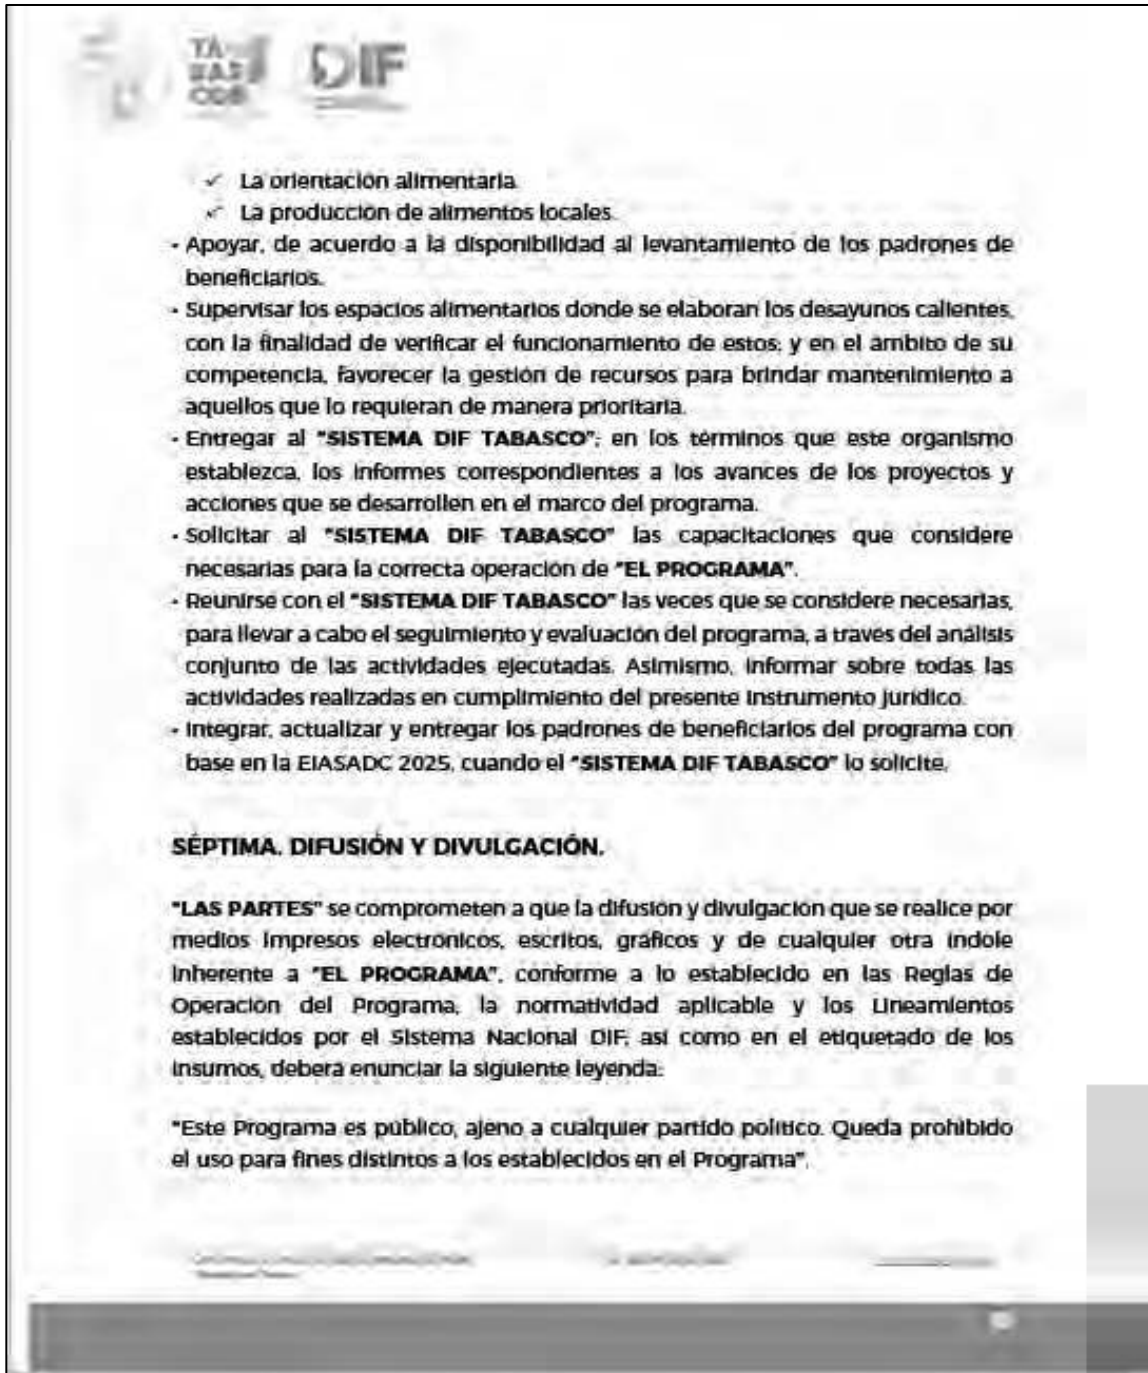 TA
BAS
COB
DIF
✓ La orientación alimentaria.
✓ La producción de alimentos locales.
• Apoyar, de acuerdo a la disponibilidad al levantamiento de los padrones de
beneficiarios.
• Supervisar los espacios alimentarios donde se elaboran los desayunos calientes,
con la finalidad de verificar el funcionamiento de estos; y en el ámbito de su
competencia, favorecer la gestión de recursos para brindar mantenimiento a
aquellos que lo requieran de manera prioritaria.
• Entregar al "SISTEMA DIF TABASCO"; en los términos que este organismo
establezca, los informes correspondientes a los avances de los proyectos y
acciones que se desarrollen en el marco del programa.
• Solicitar al "SISTEMA DIF TABASCO" las capacitaciones que considere
necesarias para la correcta operación de "EL PROGRAMA".
• Reunirse con el "SISTEMA DIF TABASCO" las veces que se considere necesarias,
para llevar a cabo el seguimiento y evaluación del programa, a través del análisis
conjunto de las actividades ejecutadas. Asimismo, informar sobre todas las
actividades realizadas en cumplimiento del presente instrumento jurídico.
• Integrar, actualizar y entregar los padrones de beneficiarios del programa con
base en la EIASADC 2025, cuando el "SISTEMA DIF TABASCO" lo solicite.
SÉPTIMA. DIFUSIÓN Y DIVULGACIÓN.
"LAS PARTES" se comprometen a que la difusión y divulgación que se realice por
medios impresos electrónicos, escritos, gráficos y de cualquier otra índole
inherente a "EL PROGRAMA", conforme a lo establecido en las Reglas de
Operación del Programa, la normatividad aplicable y los Lineamientos
establecidos por el Sistema Nacional DIF; así como en el etiquetado de los
insumos, deberá enunciar la siguiente leyenda:
"Este Programa es público, ajeno a cualquier partido político. Queda prohibido
el uso para fines distintos a los establecidos en el Programa".